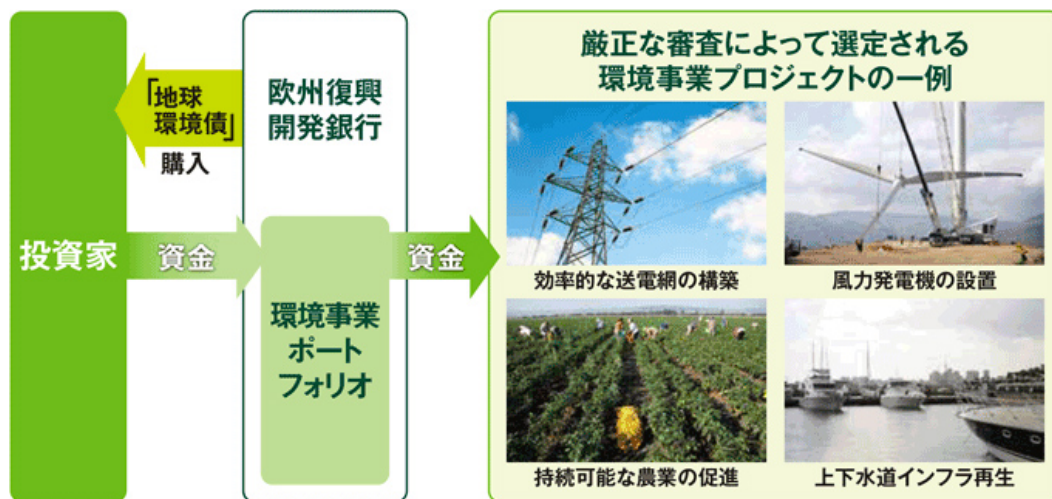 投資家
「地球
環境債」
購入
資金
欧州復興
開発銀行
環境事業
ポート
フォリオ
資金
厳正な審査によって選定される
環境事業プロジェクトの一例
効率的な送電網の構築
風力発電機の設置
持続可能な農業の促進
上下水道インフラ再生